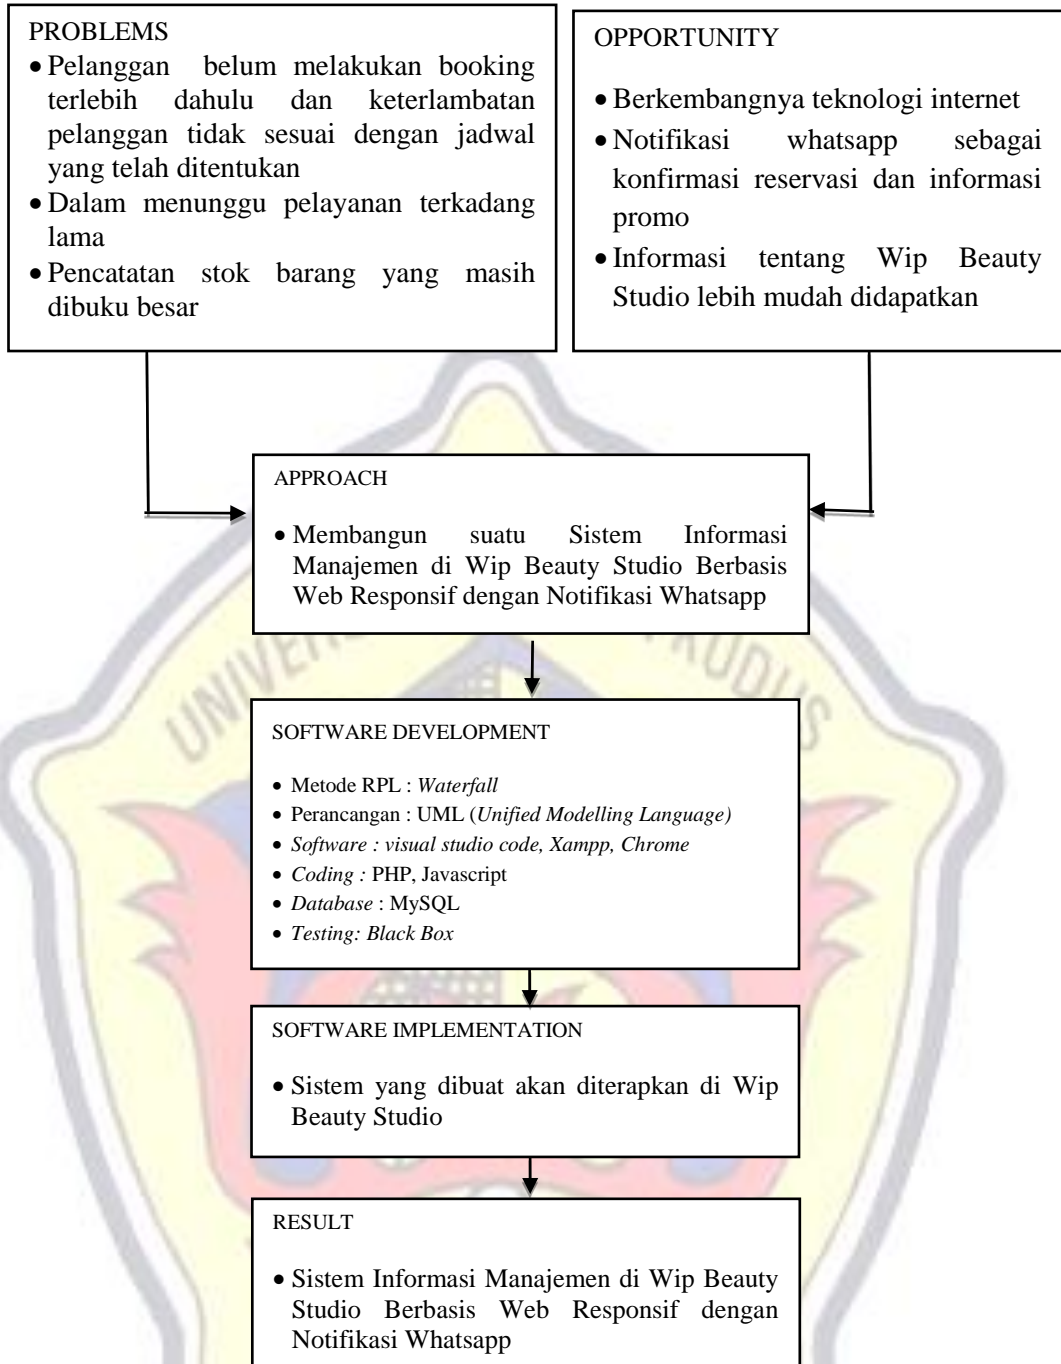 PROBLEMS
• Pelanggan belum melakukan booking
terlebih dahulu dan keterlambatan
pelanggan tidak sesuai dengan jadwal
yang telah ditentukan
• Dalam menunggu pelayanan terkadang
lama
• Pencatatan stok barang yang masih
dibuku besar
OPPORTUNITY
• Berkembangnya teknologi internet
• Notifikasi whatsapp sebagai
konfirmasi reservasi dan informasi
promo
• Informasi tentang Wip Beauty
Studio lebih mudah didapatkan
APPROACH
• Membangun suatu Sistem Informasi
Manajemen di Wip Beauty Studio Berbasis
Web Responsif dengan Notifikasi Whatsapp
SOFTWARE DEVELOPMENT
• Metode RPL : Waterfall
• Perancangan : UML (Unified Modelling Language)
• Software : visual studio code, Xampp, Chrome
• Coding : PHP, Javascript
• Database : MySQL
• Testing: Black Box
SOFTWARE IMPLEMENTATION
• Sistem yang dibuat akan diterapkan di Wip
Beauty Studio
RESULT
• Sistem Informasi Manajemen di Wip Beauty
Studio Berbasis Web Responsif dengan
Notifikasi Whatsapp